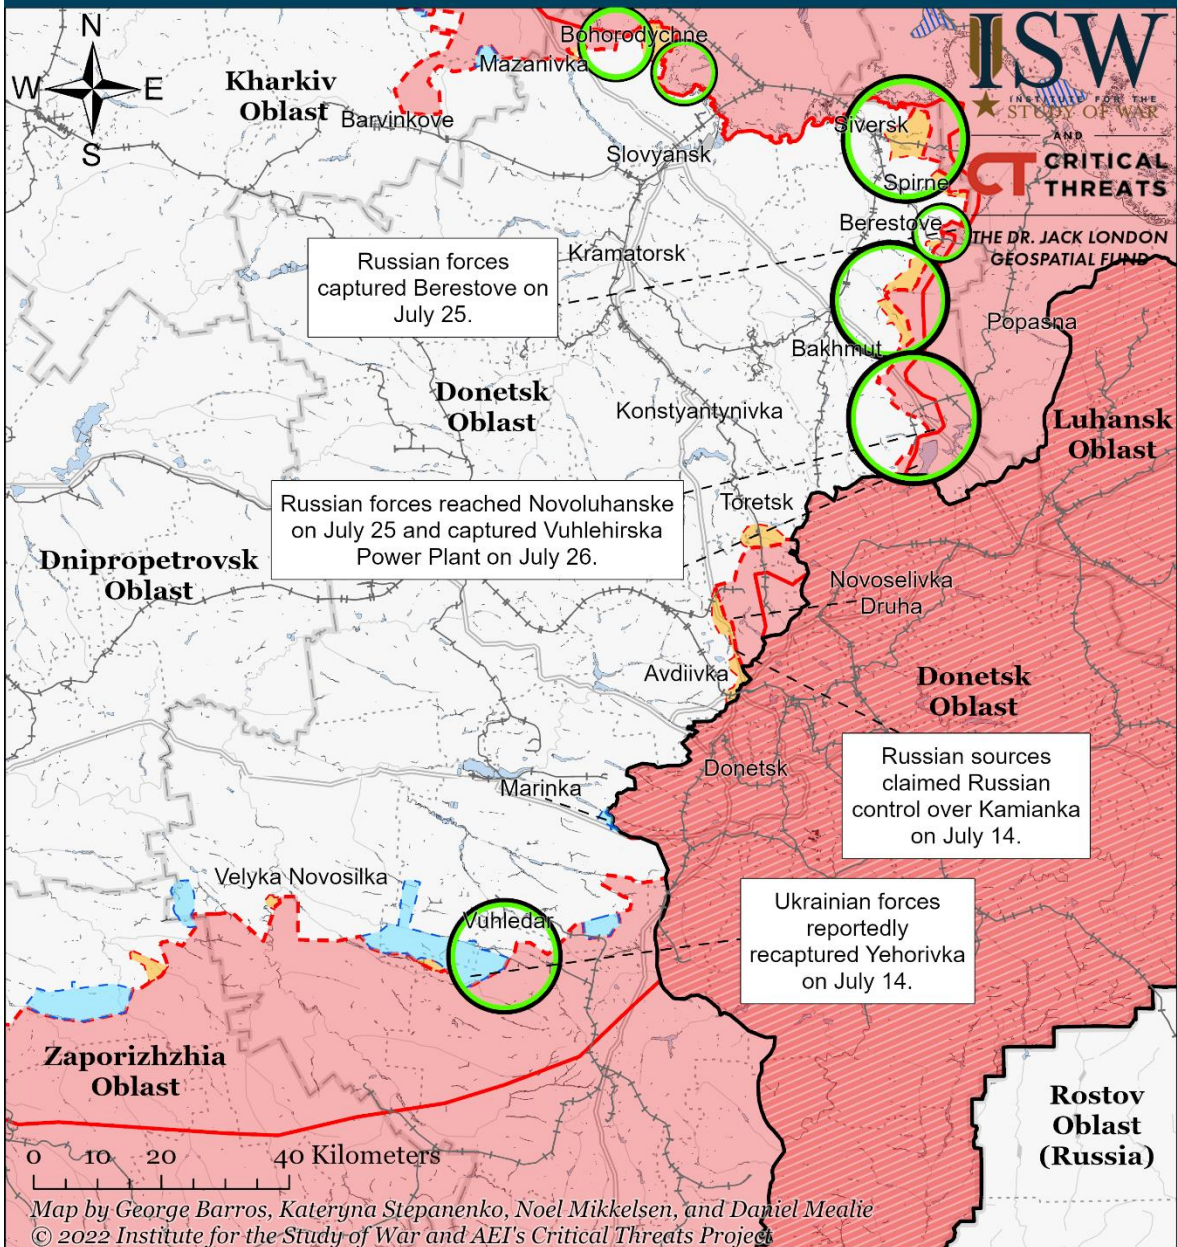 N
W
E
S
Kharkiv
Oblast
Bohorodychne
Mazanivka
Barvinkove
Slovyansk
Siversk
Spirne
Berestove
ISW
INSTITUTE FOR THE
STUDY OF WAR
AND
CT CRITICAL
THREATS
THE DR. JACK LONDON
GEOSPATIAL FUND
Russian forces
captured Berestove on
July 25.
Kramatorsk
Popasna
Bakhmut
Donetsk
Oblast
Konstyantynivka
Luhansk
Oblast
Russian forces reached Novoluhanske
on July 25 and captured Vuhlehirska
Power Plant on July 26.
Toretsk
Dnipropetrovsk
Oblast
Novoselivka
Druha
Avdiivka
Donetsk
Oblast
Donetsk
Russian sources
claimed Russian
control over Kamianka
on July 14.
Marinka
Velyka Novosilka
Vuhledar
Ukrainian forces
reportedly
recaptured Yehorivka
on July 14.
Zaporizhzhia
Oblast
Rostov
Oblast
(Russia)
0 10 20 40 Kilometers
Map by George Barros, Kateryna Stepanenko, Noel Mikkelsen, and Daniel Mealie
© 2022 Institute for the Study of War and AEI's Critical Threats Project